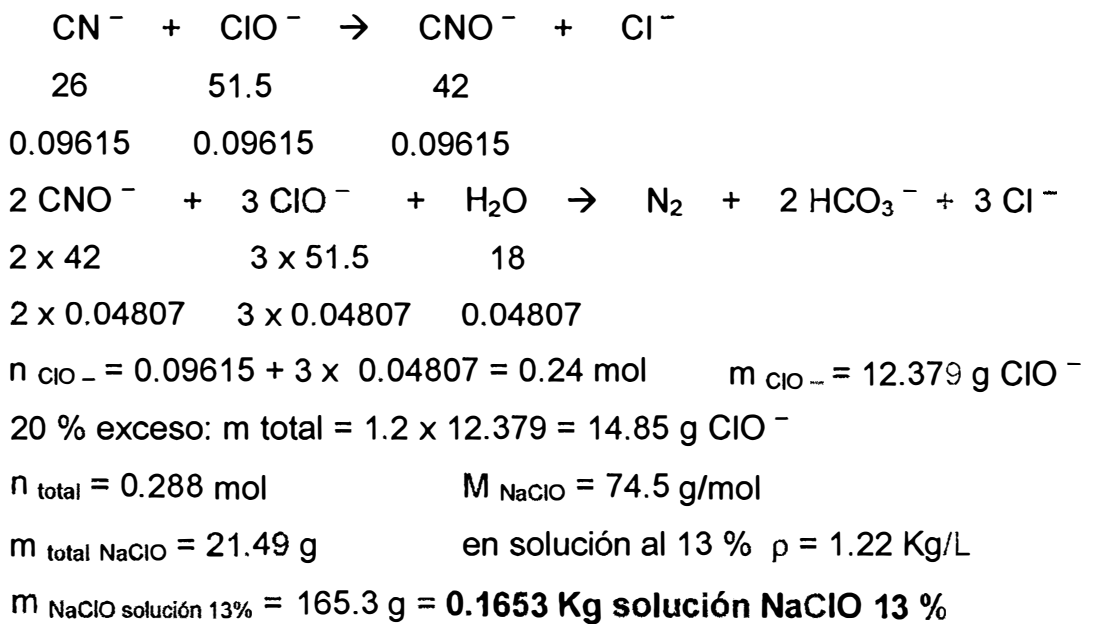 CN⁻ + ClO⁻ → CNO⁻ + Cl⁻
26 51.5 42
0.09615 0.09615 0.09615
2 CNO⁻ + 3 ClO⁻ + H₂O → N₂ + 2 HCO₃⁻ + 3 Cl⁻
2 x 42 3 x 51.5 18
2 x 0.04807 3 x 0.04807 0.04807
n ClO – = 0.09615 + 3 x 0.04807 = 0.24 mol m ClO – = 12.379 g ClO⁻
20 % exceso: m total = 1.2 x 12.379 = 14.85 g ClO⁻
n total = 0.288 mol M NaClO = 74.5 g/mol
m total NaClO = 21.49 g en solución al 13 % ρ = 1.22 Kg/L
m NaClO solución 13% = 165.3 g = 0.1653 Kg solución NaClO 13 %